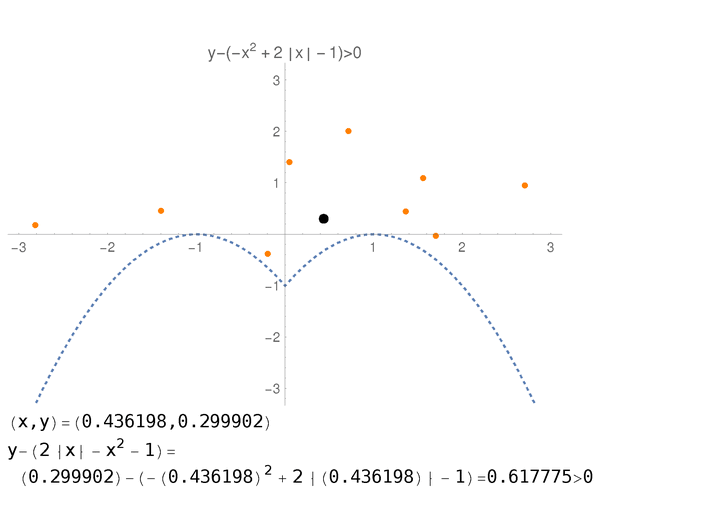 y−(−x² + 2 |x| − 1)>0
3
2
1
−3 −2 −1 1 2 3
−1
−2
−3
(x,y)=(0.436198,0.299902)
y−(2 |x| − x² − 1)=
(0.299902)−(−(0.436198)² + 2 |(0.436198)| − 1)=0.617775>0